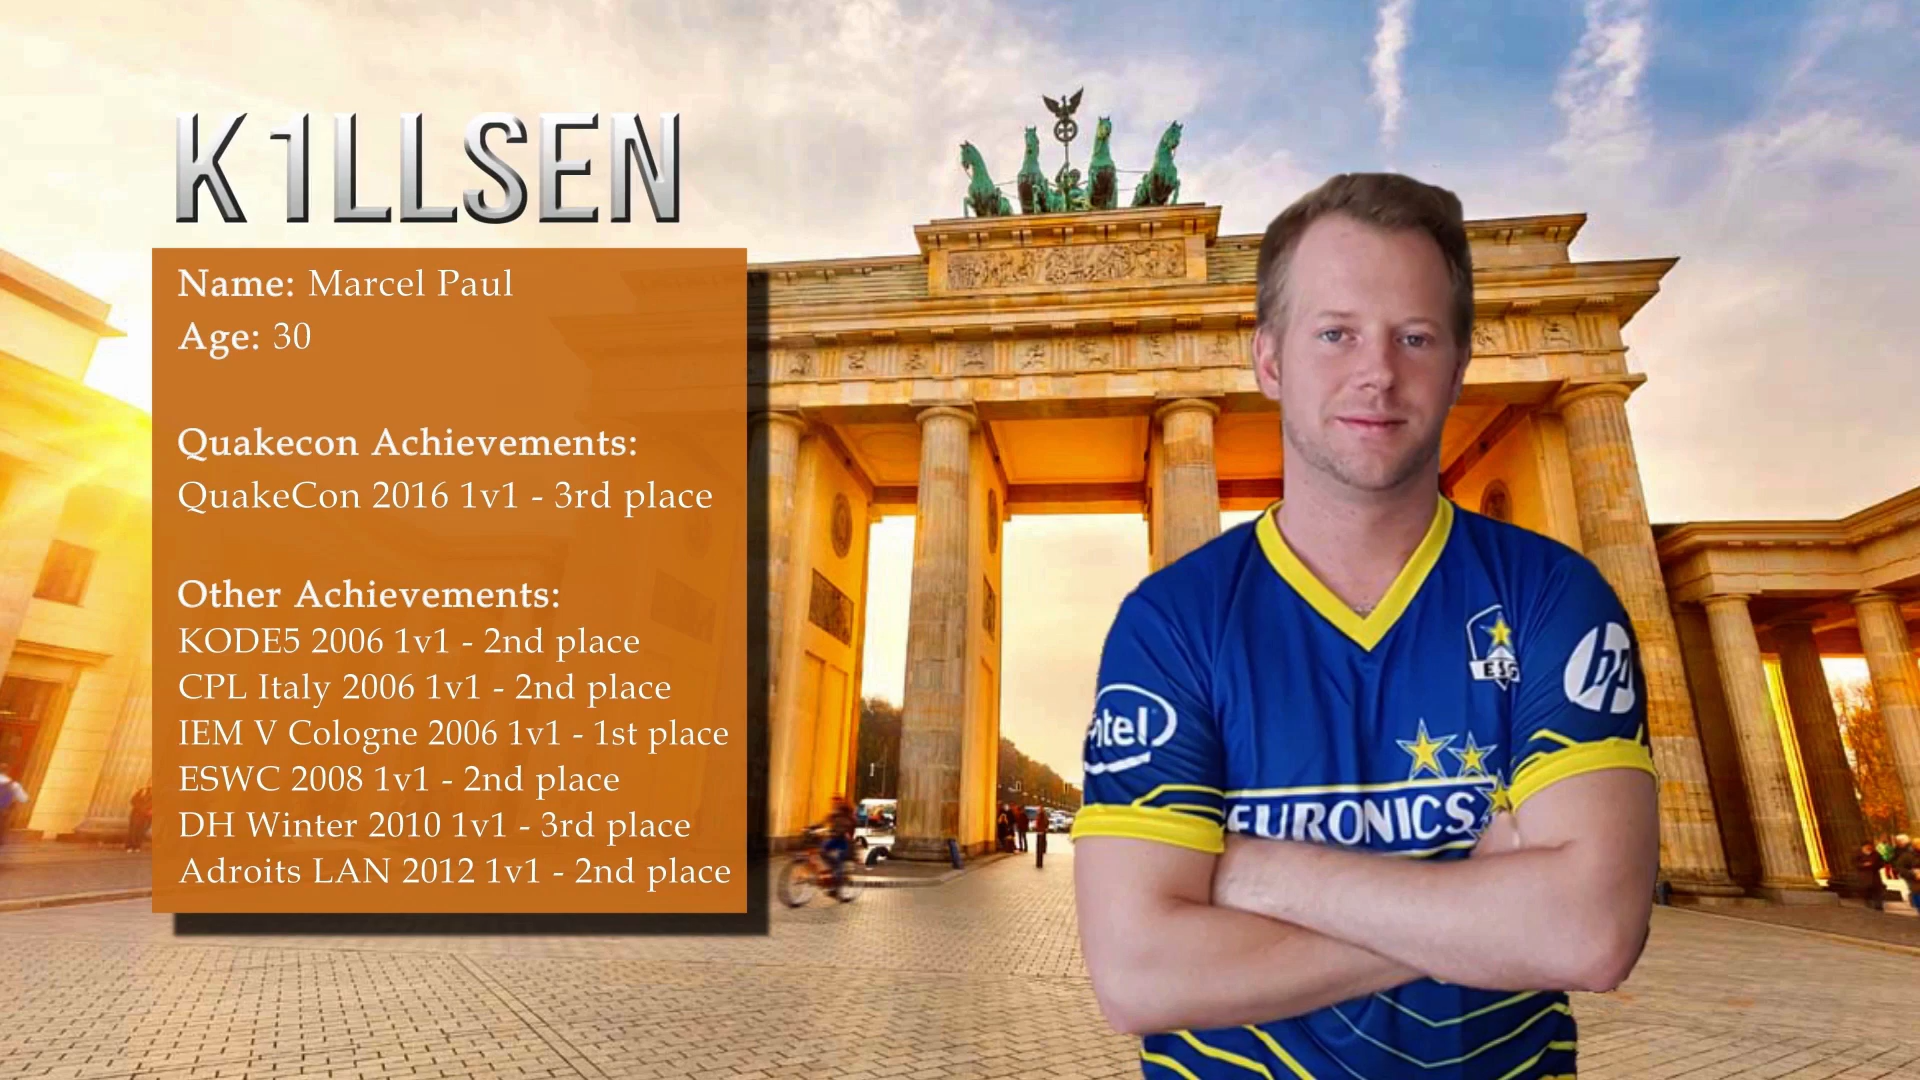 K1LLSEN
Name: Marcel Paul
Age: 30
Quakecon Achievements:
QuakeCon 2016 1v1 - 3rd place
Other Achievements:
KODE5 2006 1v1 - 2nd place
CPL Italy 2006 1v1 - 2nd place
IEM V Cologne 2006 1v1 - 1st place
ESWC 2008 1v1 - 2nd place
DH Winter 2010 1v1 - 3rd place
Adroits LAN 2012 1v1 - 2nd place
ESG
hp
intel
EURONICS